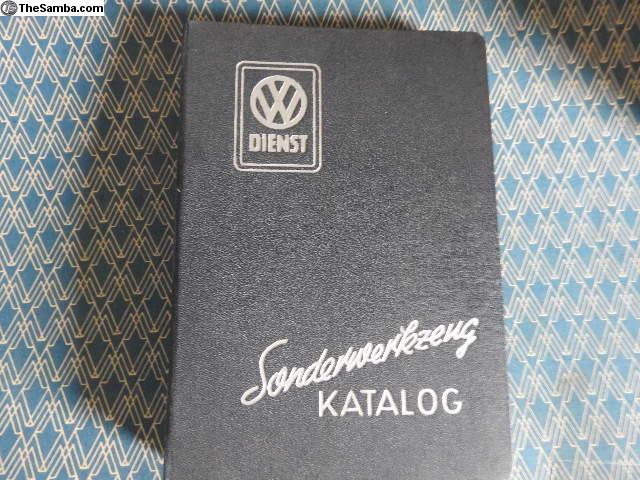 TheSamba.com
VW
DIENST
Sonderwerkzeug
KATALOG